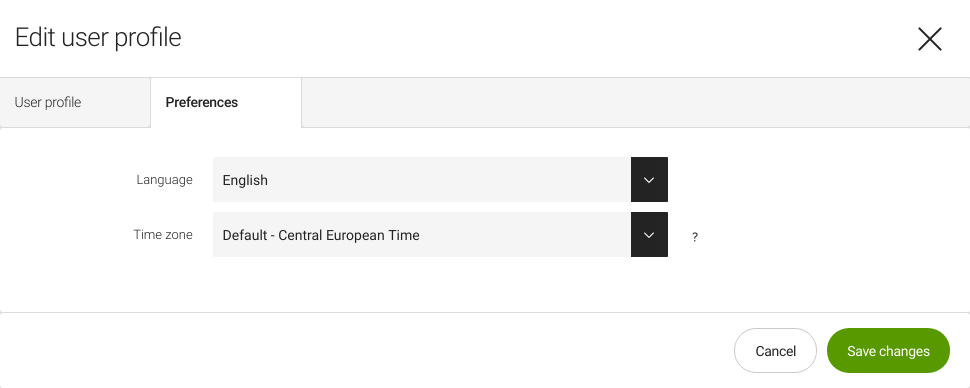 Edit user profile
User profile
Preferences
Language
English
Time zone
Default - Central European Time
?
Cancel
Save changes